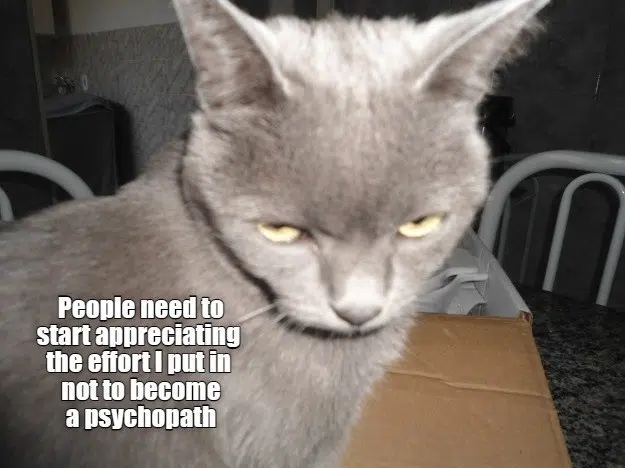 People need to
start appreciating
the effort I put in
not to become
a psychopath